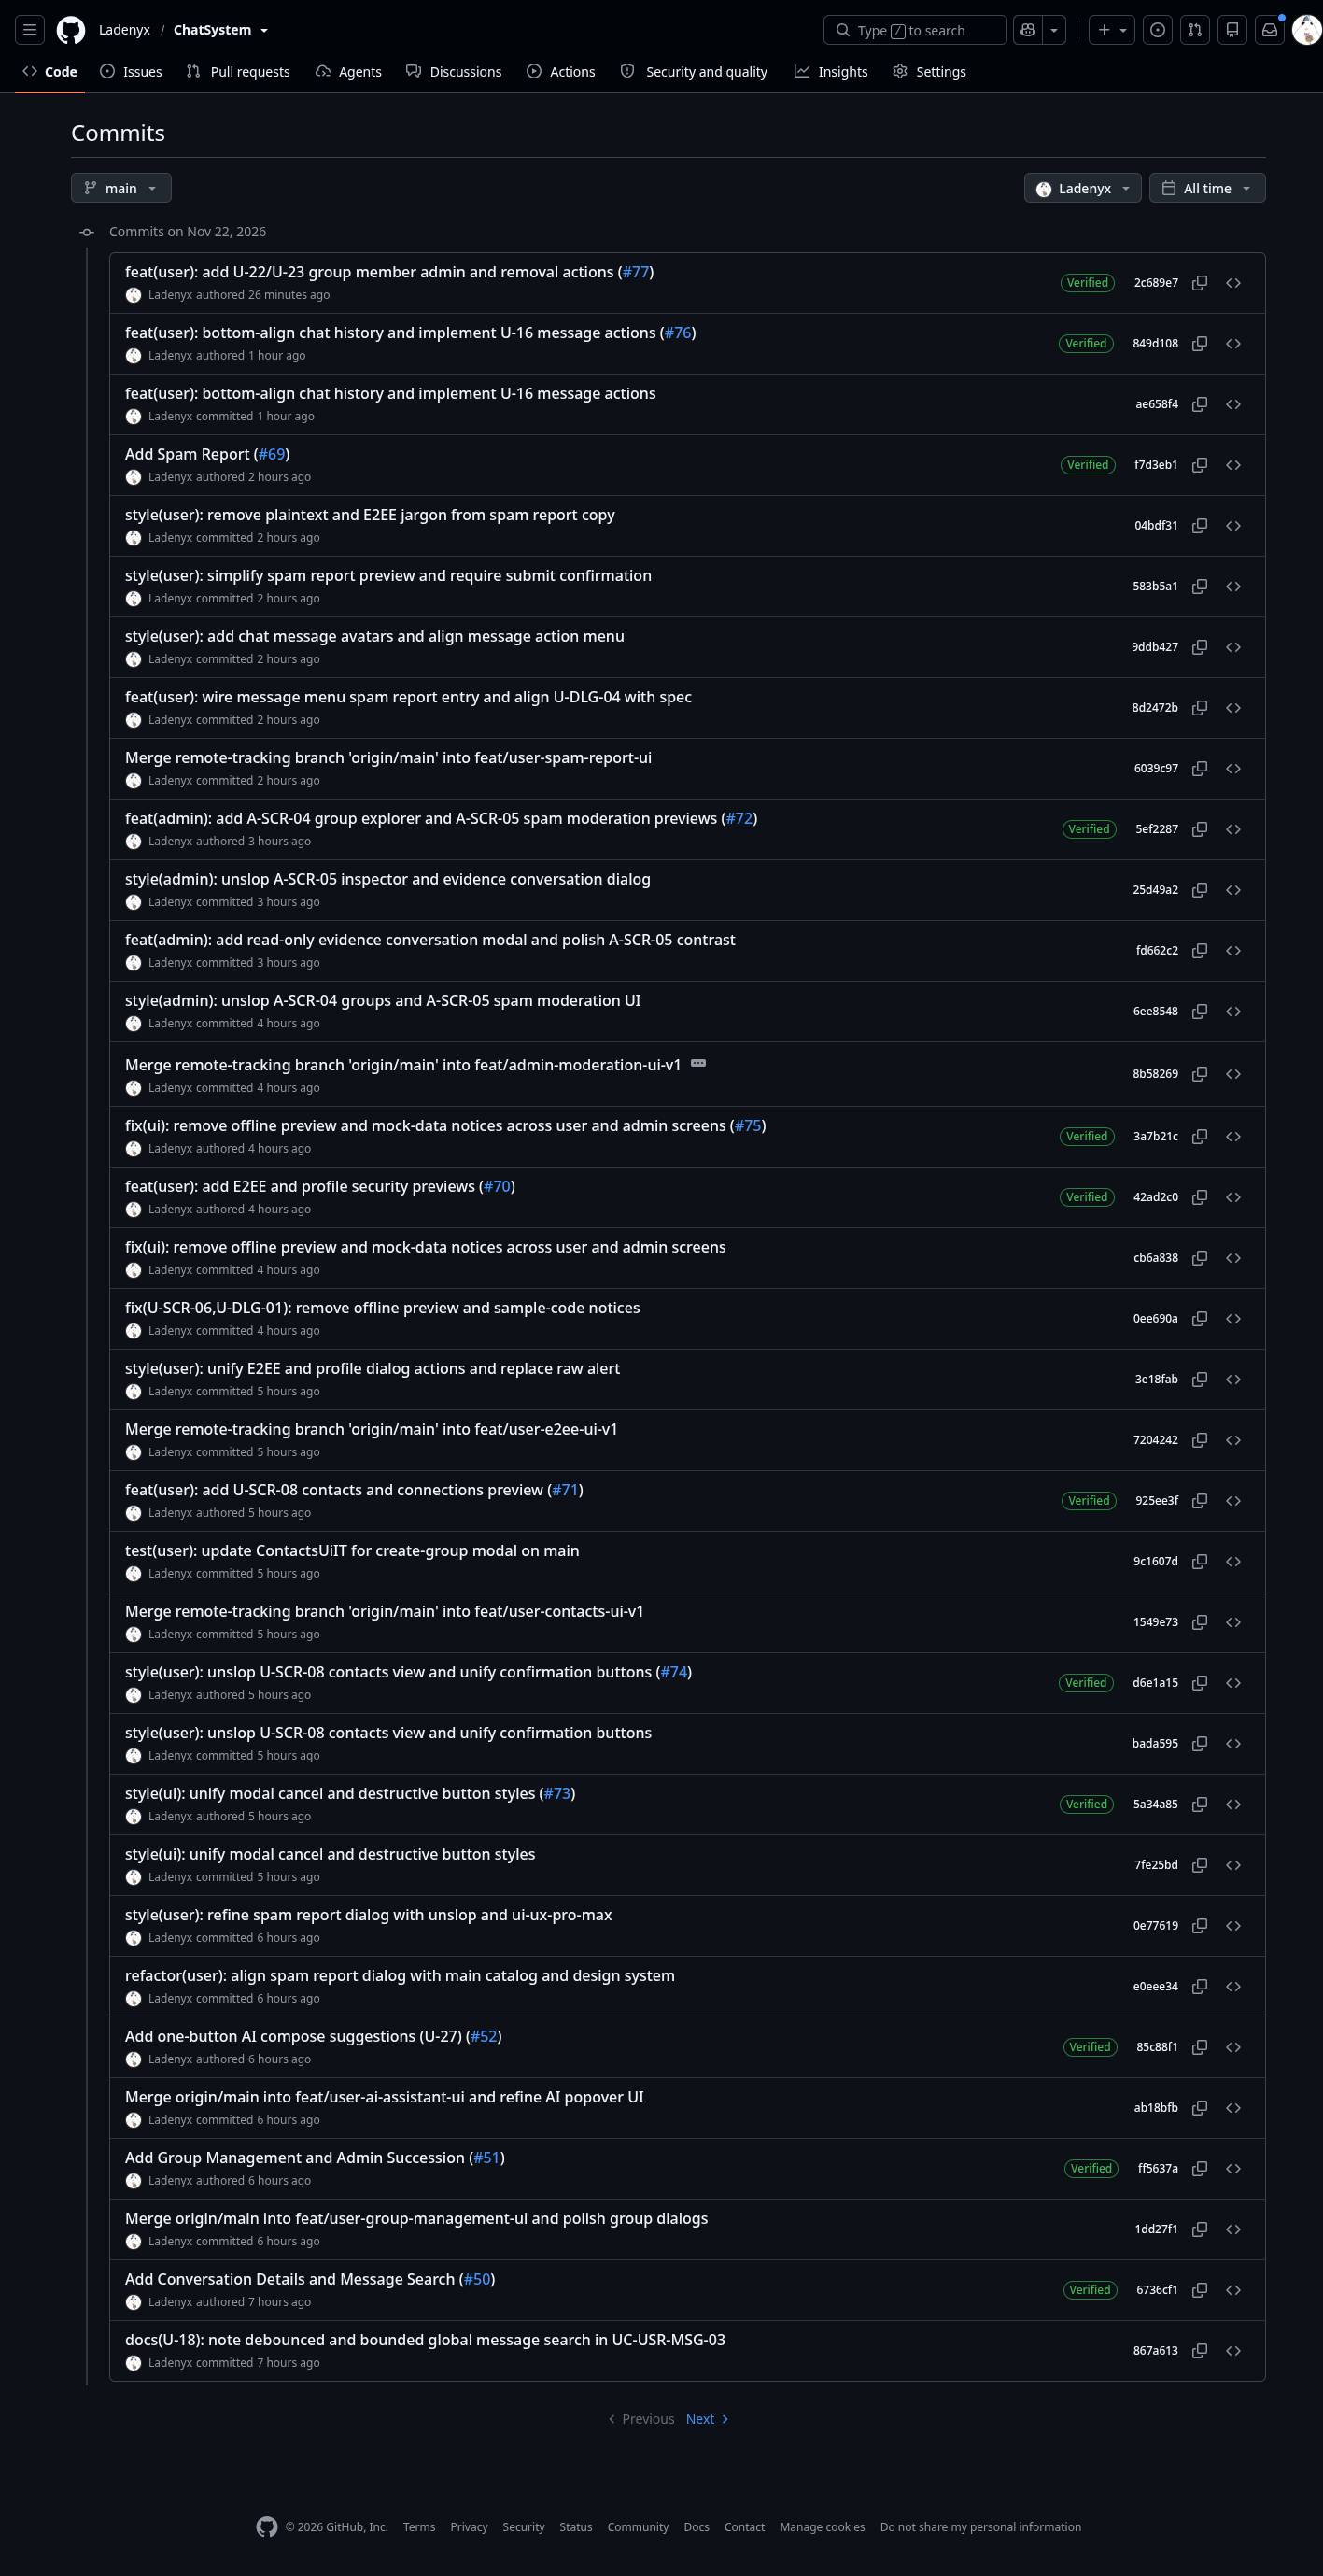 Ladenyx / ChatSystem
Type / to search
Code
Issues
Pull requests
Agents
Discussions
Actions
Security and quality
Insights
Settings
Commits
main
Ladenyx
All time
Commits on Nov 22, 2026
feat(user): add U-22/U-23 group member admin and removal actions (#77)
Ladenyx authored 26 minutes ago
Verified
2c689e7
feat(user): bottom-align chat history and implement U-16 message actions (#76)
Ladenyx authored 1 hour ago
Verified
849d108
feat(user): bottom-align chat history and implement U-16 message actions
Ladenyx committed 1 hour ago
ae658f4
Add Spam Report (#69)
Ladenyx authored 2 hours ago
Verified
f7d3eb1
style(user): remove plaintext and E2EE jargon from spam report copy
Ladenyx committed 2 hours ago
04bdf31
style(user): simplify spam report preview and require submit confirmation
Ladenyx committed 2 hours ago
583b5a1
style(user): add chat message avatars and align message action menu
Ladenyx committed 2 hours ago
9ddb427
feat(user): wire message menu spam report entry and align U-DLG-04 with spec
Ladenyx committed 2 hours ago
8d2472b
Merge remote-tracking branch 'origin/main' into feat/user-spam-report-ui
Ladenyx committed 2 hours ago
6039c97
feat(admin): add A-SCR-04 group explorer and A-SCR-05 spam moderation previews (#72)
Ladenyx authored 3 hours ago
Verified
5ef2287
style(admin): unslop A-SCR-05 inspector and evidence conversation dialog
Ladenyx committed 3 hours ago
25d49a2
feat(admin): add read-only evidence conversation modal and polish A-SCR-05 contrast
Ladenyx committed 3 hours ago
fd662c2
style(admin): unslop A-SCR-04 groups and A-SCR-05 spam moderation UI
Ladenyx committed 4 hours ago
6ee8548
Merge remote-tracking branch 'origin/main' into feat/admin-moderation-ui-v1
Ladenyx committed 4 hours ago
8b58269
fix(ui): remove offline preview and mock-data notices across user and admin screens (#75)
Ladenyx authored 4 hours ago
Verified
3a7b21c
feat(user): add E2EE and profile security previews (#70)
Ladenyx authored 4 hours ago
Verified
42ad2c0
fix(ui): remove offline preview and mock-data notices across user and admin screens
Ladenyx committed 4 hours ago
cb6a838
fix(U-SCR-06,U-DLG-01): remove offline preview and sample-code notices
Ladenyx committed 4 hours ago
0ee690a
style(user): unify E2EE and profile dialog actions and replace raw alert
Ladenyx committed 5 hours ago
3e18fab
Merge remote-tracking branch 'origin/main' into feat/user-e2ee-ui-v1
Ladenyx committed 5 hours ago
7204242
feat(user): add U-SCR-08 contacts and connections preview (#71)
Ladenyx authored 5 hours ago
Verified
925ee3f
test(user): update ContactsUiIT for create-group modal on main
Ladenyx committed 5 hours ago
9c1607d
Merge remote-tracking branch 'origin/main' into feat/user-contacts-ui-v1
Ladenyx committed 5 hours ago
1549e73
style(user): unslop U-SCR-08 contacts view and unify confirmation buttons (#74)
Ladenyx authored 5 hours ago
Verified
d6e1a15
style(user): unslop U-SCR-08 contacts view and unify confirmation buttons
Ladenyx committed 5 hours ago
bada595
style(ui): unify modal cancel and destructive button styles (#73)
Ladenyx authored 5 hours ago
Verified
5a34a85
style(ui): unify modal cancel and destructive button styles
Ladenyx committed 5 hours ago
7fe25bd
style(user): refine spam report dialog with unslop and ui-ux-pro-max
Ladenyx committed 6 hours ago
0e77619
refactor(user): align spam report dialog with main catalog and design system
Ladenyx committed 6 hours ago
e0eee34
Add one-button AI compose suggestions (U-27) (#52)
Ladenyx authored 6 hours ago
Verified
85c88f1
Merge origin/main into feat/user-ai-assistant-ui and refine AI popover UI
Ladenyx committed 6 hours ago
ab18bfb
Add Group Management and Admin Succession (#51)
Ladenyx authored 6 hours ago
Verified
ff5637a
Merge origin/main into feat/user-group-management-ui and polish group dialogs
Ladenyx committed 6 hours ago
1dd27f1
Add Conversation Details and Message Search (#50)
Ladenyx authored 7 hours ago
Verified
6736cf1
docs(U-18): note debounced and bounded global message search in UC-USR-MSG-03
Ladenyx committed 7 hours ago
867a613
Previous Next
© 2026 GitHub, Inc. Terms Privacy Security Status Community Docs Contact Manage cookies Do not share my personal information